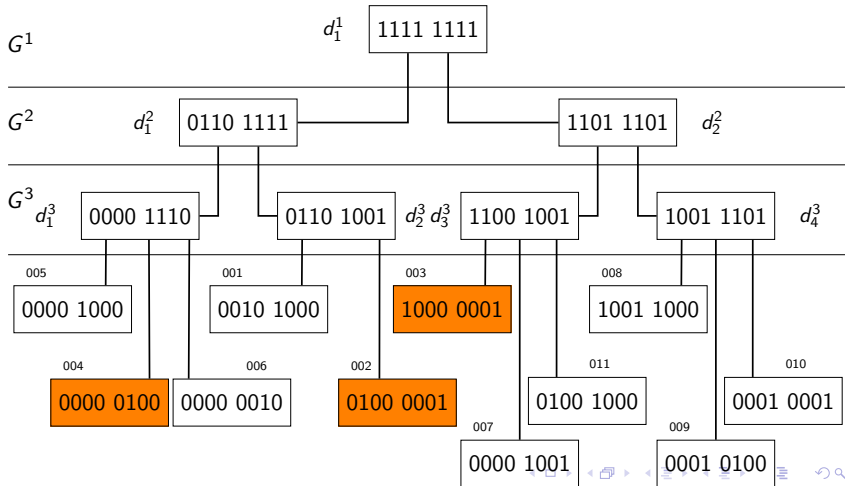 G¹ d₁¹ 1111 1111
G² d₁² 0110 1111 1101 1101 d₂²
G³ d₁³ 0000 1110 0110 1001 d₂³ d₃³ 1100 1001 1001 1101 d₄³
005 001 003 008
0000 1000 0010 1000 1000 0001 1001 1000
004 006 002 011 010
0000 0100 0000 0010 0100 0001 0100 1000 0001 0001
007 009
0000 1001 0001 0100